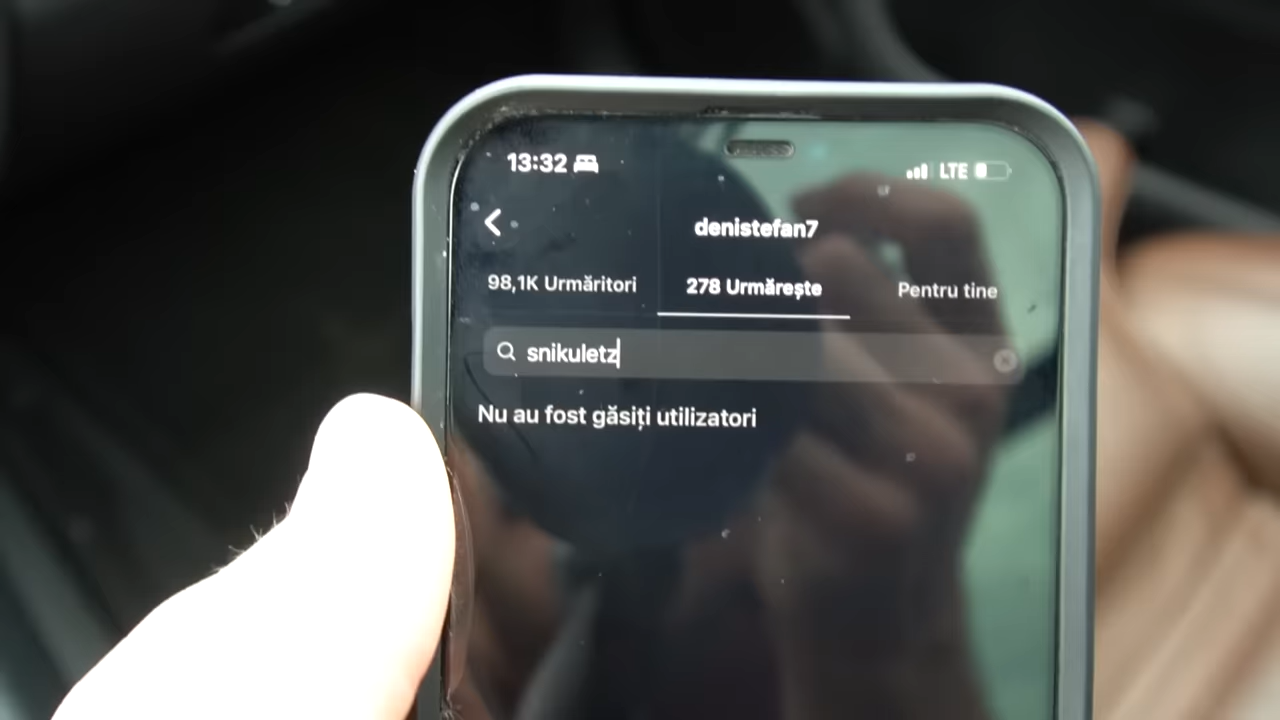 13:32 LTE
denistefan7
98,1K Urmăritori 278 Urmărește Pentru tine
snikuletz
Nu au fost găsiți utilizatori